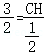 3/2 = CH/(1/2)